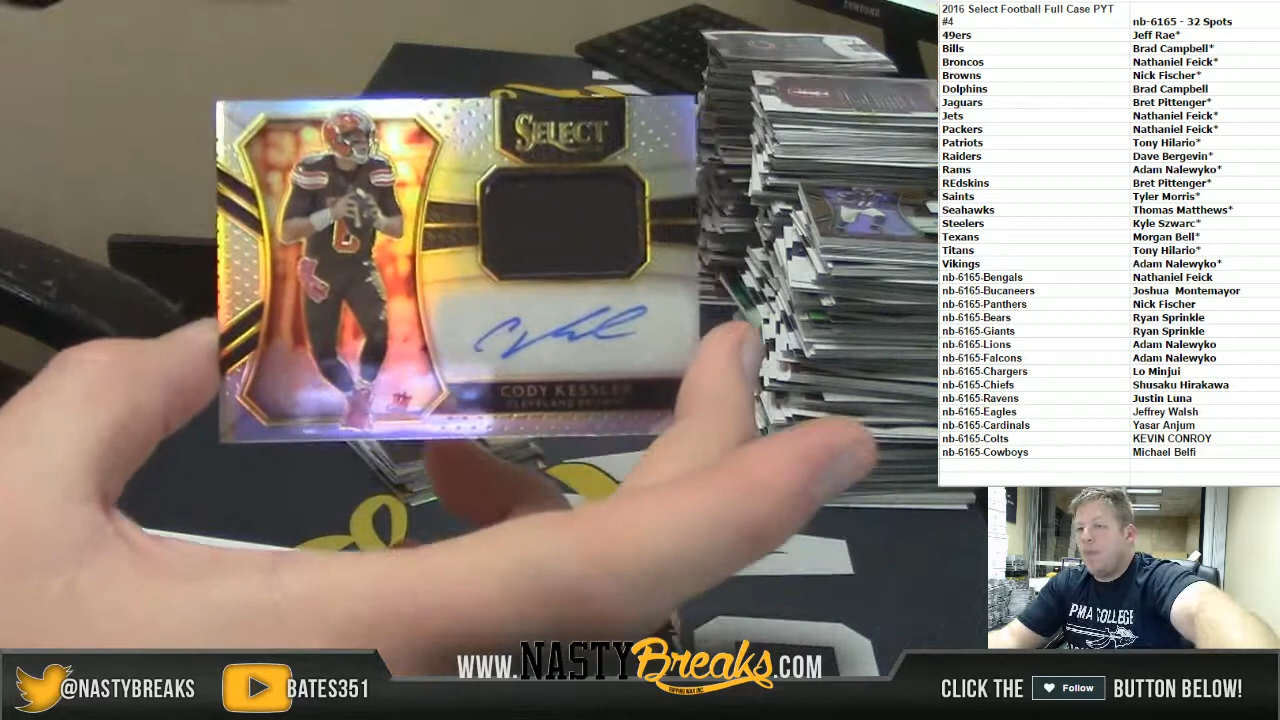 SAMSUNG
SELECT
CODY KESSLER
CLEVELAND BROWNS
2016 Select Football Full Case PYT
#4 nb-6165 - 32 Spots
49ers Jeff Rae*
Bills Brad Campbell*
Broncos Nathaniel Feick*
Browns Nick Fischer*
Dolphins Brad Campbell
Jaguars Bret Pittenger*
Jets Nathaniel Feick*
Packers Nathaniel Feick*
Patriots Tony Hilario*
Raiders Dave Bergevin*
Rams Adam Nalewyko*
REdskins Bret Pittenger*
Saints Tyler Morris*
Seahawks Thomas Matthews*
Steelers Kyle Szwarc*
Texans Morgan Bell*
Titans Tony Hilario*
Vikings Adam Nalewyko*
nb-6165-Bengals Nathaniel Feick
nb-6165-Bucaneers Joshua Montemayor
nb-6165-Panthers Nick Fischer
nb-6165-Bears Ryan Sprinkle
nb-6165-Giants Ryan Sprinkle
nb-6165-Lions Adam Nalewyko
nb-6165-Falcons Adam Nalewyko
nb-6165-Chargers Lo Minjui
nb-6165-Chiefs Shusaku Hirakawa
nb-6165-Ravens Justin Luna
nb-6165-Eagles Jeffrey Walsh
nb-6165-Cardinals Yasar Anjum
nb-6165-Colts KEVIN CONROY
nb-6165-Cowboys Michael Belfi
PMA COLLEGE
@NASTYBREAKS
BATES351
WWW.NASTYBreaks.COM
RIPPING WAX INC.
CLICK THE Follow BUTTON BELOW!